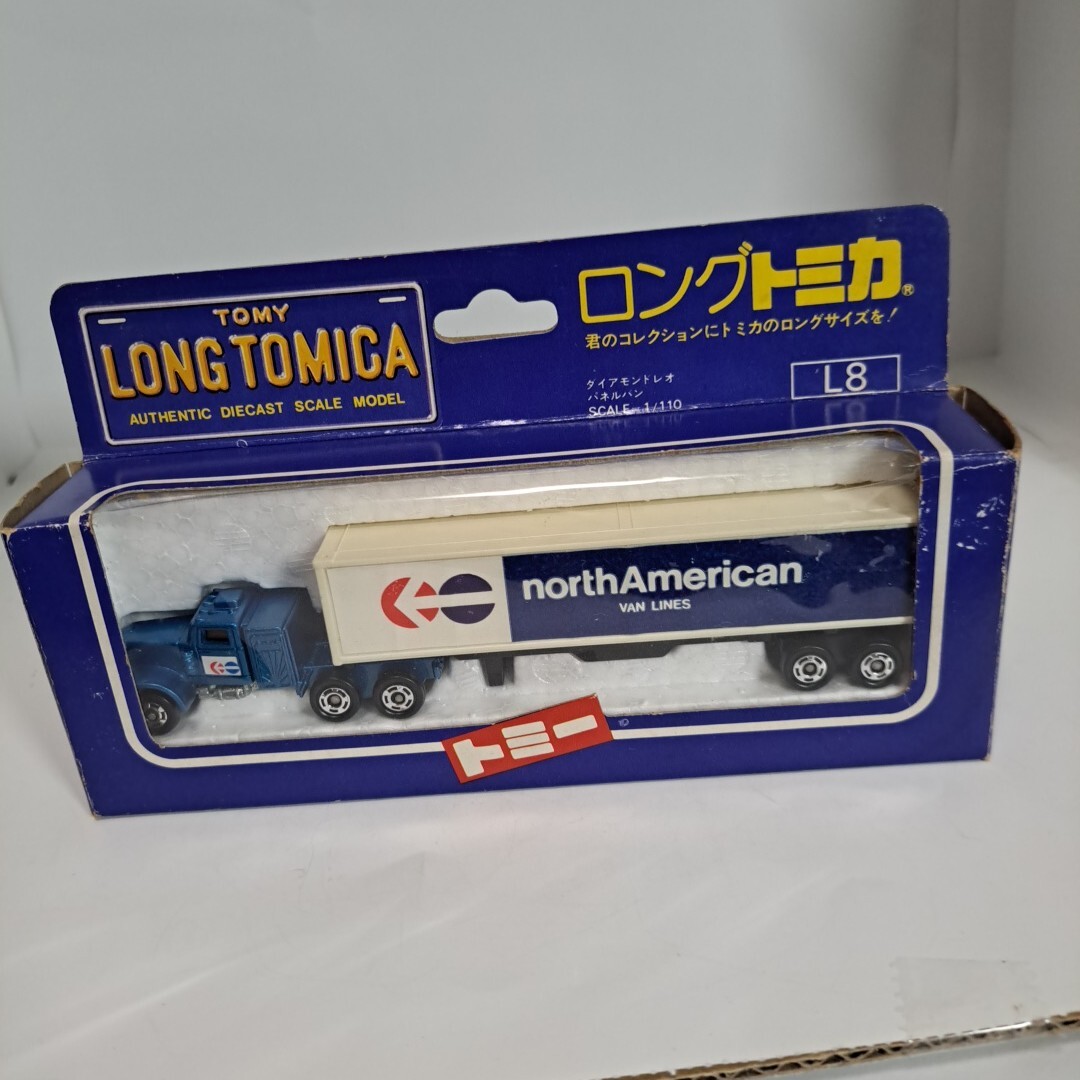 TOMY
LONG TOMICA
AUTHENTIC DIECAST SCALE MODEL
ロングトミカ®
君のコレクションにトミカのロングサイズを!
ダイアモンドレオ
パネルバン
SCALE 1/110
L8
northAmerican
VAN LINES
トミー